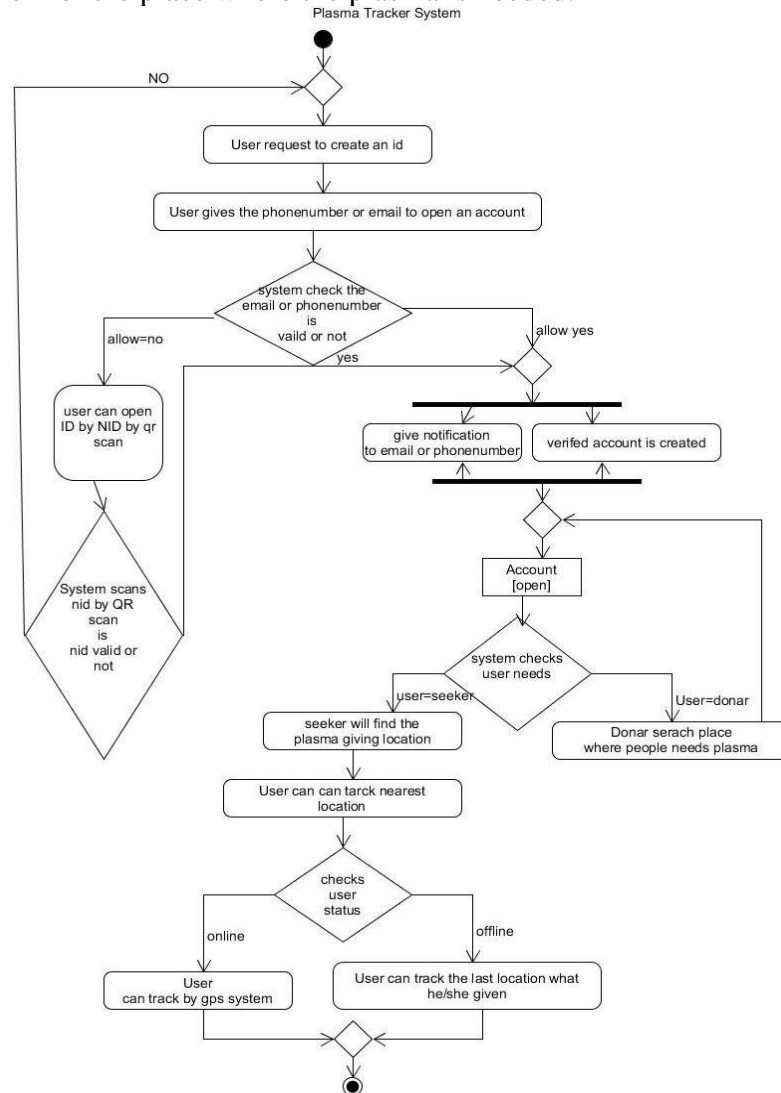 Plasma Tracker System
NO
User request to create an id
User gives the phonenumber or email to open an account
system check the
email or phonenumber
is
vaild or not
allow=no
allow yes
yes
user can open
ID by NID by qr
scan
give notification
to email or phonenumber
verifed account is created
System scans
nid by QR
scan
is
nid valid or
not
Account
[open]
system checks
user needs
user=seeker
User=donar
seeker will find the
plasma giving location
Donar serach place
where people needs plasma
User can can tarck nearest
location
checks
user
status
online
offline
User
can track by gps system
User can track the last location what
he/she given